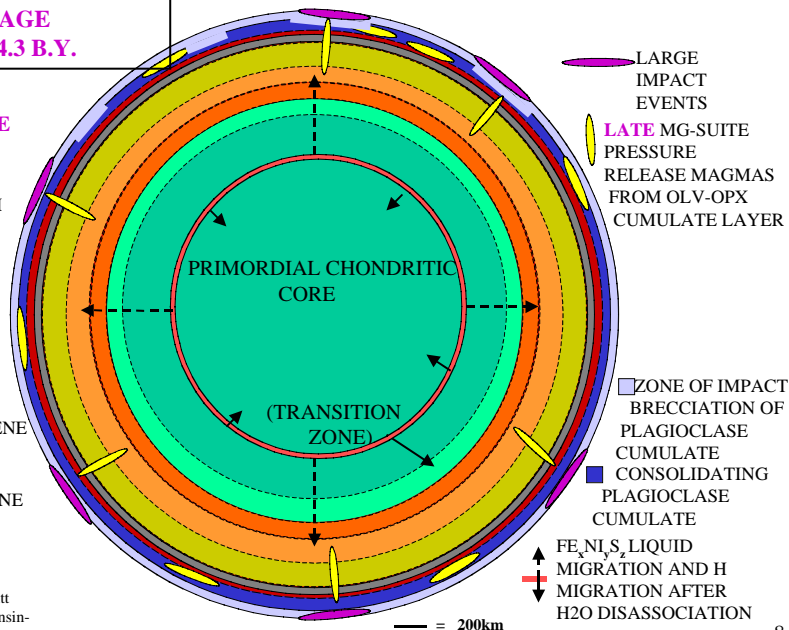 AGE
4.3 B.Y.
E
LARGE
IMPACT
EVENTS
LATE MG-SUITE
PRESSURE
RELEASE MAGMAS
FROM OLV-OPX
CUMULATE LAYER
PRIMORDIAL CHONDRITIC
CORE
(TRANSITION
ZONE)
ZONE OF IMPACT
BRECCIATION OF
PLAGIOCLASE
CUMULATE
CONSOLIDATING
PLAGIOCLASE
CUMULATE
ENE
NE
FExNIySz LIQUID
MIGRATION AND H
MIGRATION AFTER
H2O DISASSOCIATION
tt
nsin-
= 200km